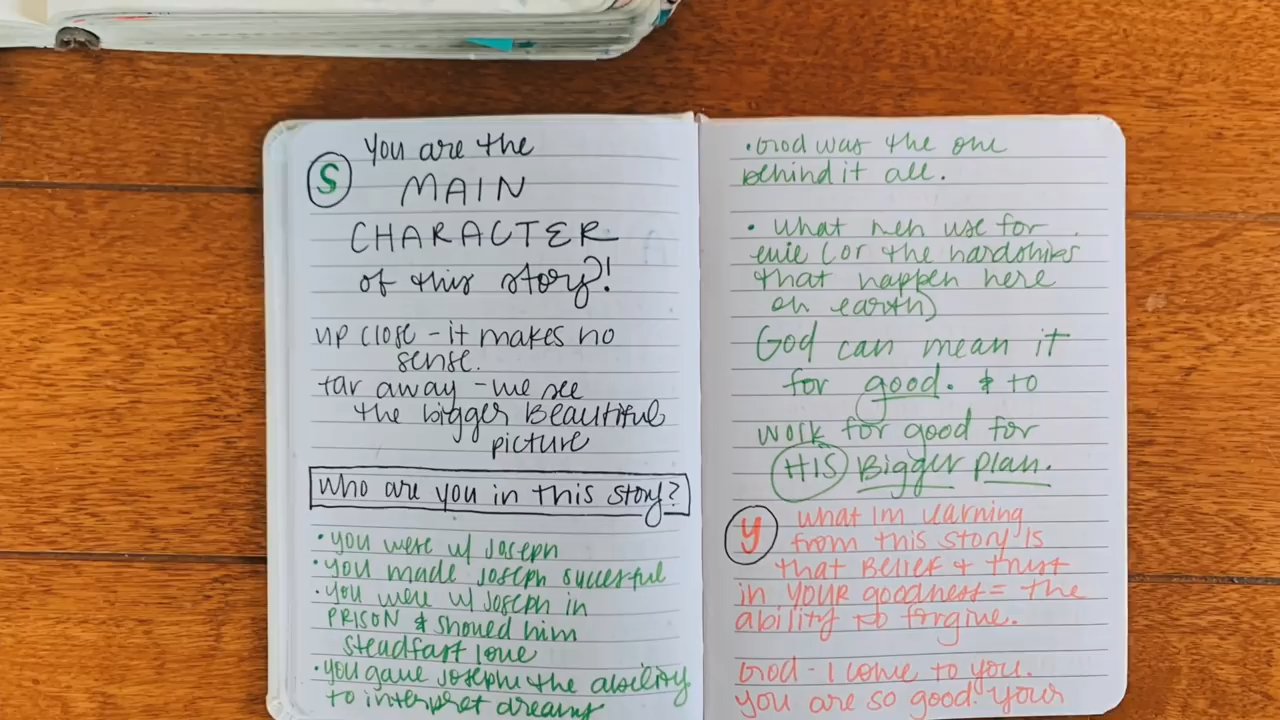 You are the
S
MAIN
CHARACTER
of this story?!
up close - it makes no
sense.
far away - we see
the bigger Beautiful
picture
Who are you in this story?
• you were w/ Joseph
• you made Joseph successful
• you were w/ Joseph in
PRISON & showed him
steadfast love
• you gave Joseph the ability
to interpret dreams
• God was the one
behind it all.
• What men use for
evil (or the hardships
that happen here
on earth)
God can mean it
for good. & to
work for good for
HIS Bigger plan.
Y
what im learning
from this story is
that Belief + trust
in YOUR goodness = the
ability to forgive.
God - I come to you.
you are so good. your